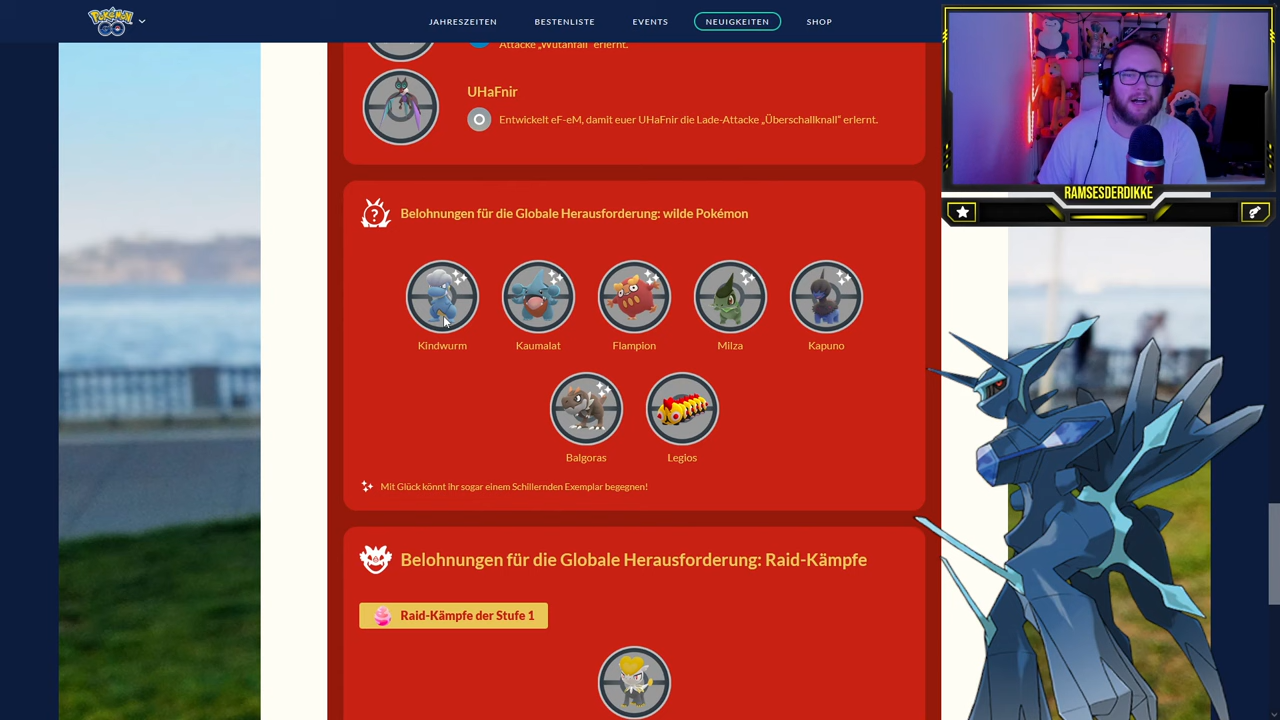 Pokémon GO
JAHRESZEITEN
BESTENLISTE
EVENTS
NEUIGKEITEN
SHOP
Attacke „Wutanfall“ erlernt.
UHaFnir
Entwickelt eF-eM, damit euer UHaFnir die Lade-Attacke „Überschallknall“ erlernt.
RAMSESDERDIKKE
Belohnungen für die Globale Herausforderung: wilde Pokémon
Kindwurm
Kaumalat
Flampion
Milza
Kapuno
Balgoras
Legios
Mit Glück könnt ihr sogar einem Schillernden Exemplar begegnen!
Belohnungen für die Globale Herausforderung: Raid-Kämpfe
Raid-Kämpfe der Stufe 1